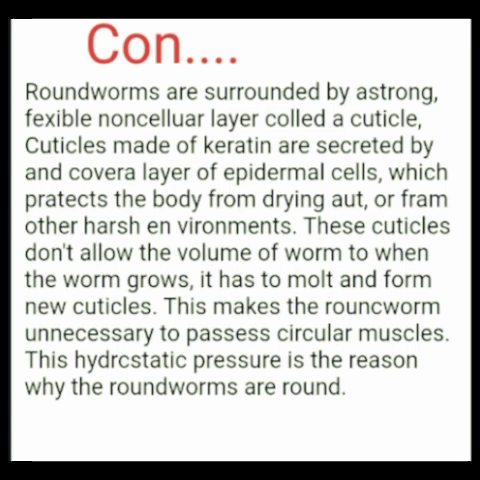 Con....
Roundworms are surrounded by astrong,
fexible noncelluar layer colled a cuticle,
Cuticles made of keratin are secreted by
and covera layer of epidermal cells, which
pratects the body from drying aut, or fram
other harsh en vironments. These cuticles
don't allow the volume of worm to when
the worm grows, it has to molt and form
new cuticles. This makes the rouncworm
unnecessary to passess circular muscles.
This hydrcstatic pressure is the reason
why the roundworms are round.